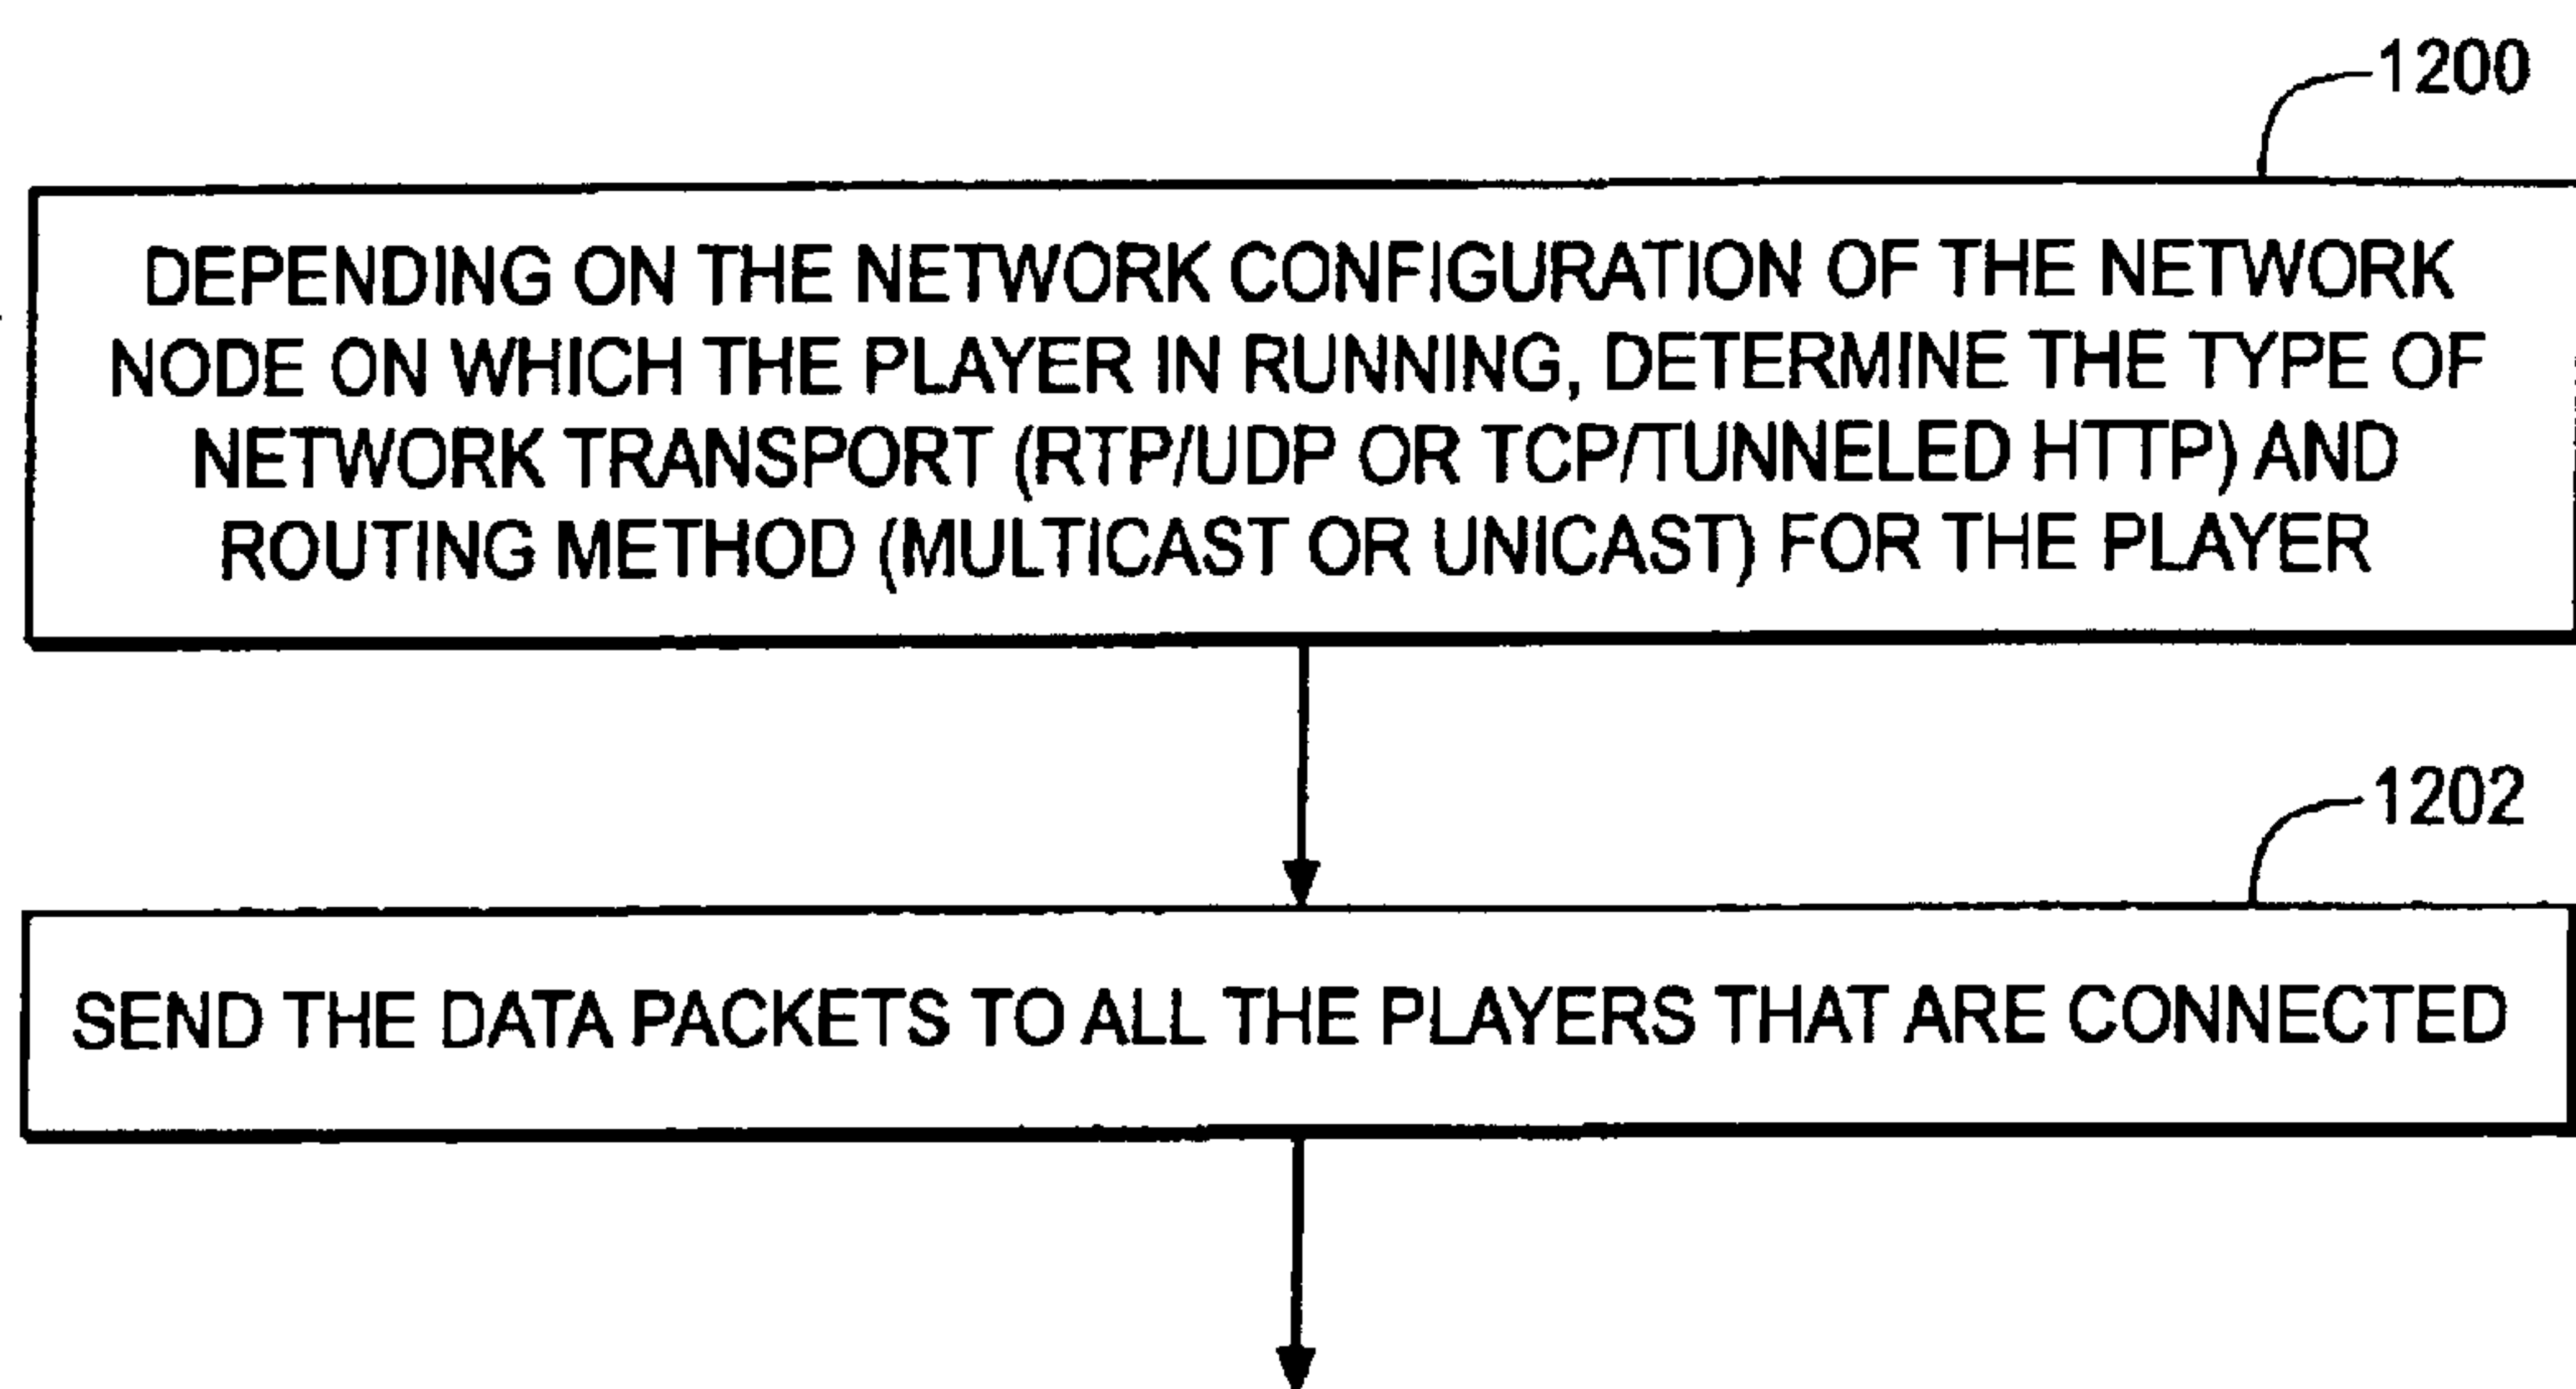 1200
DEPENDING ON THE NETWORK CONFIGURATION OF THE NETWORK
NODE ON WHICH THE PLAYER IN RUNNING, DETERMINE THE TYPE OF
NETWORK TRANSPORT (RTP/UDP OR TCP/TUNNELED HTTP) AND
ROUTING METHOD (MULTICAST OR UNICAST) FOR THE PLAYER
1202
SEND THE DATA PACKETS TO ALL THE PLAYERS THAT ARE CONNECTED